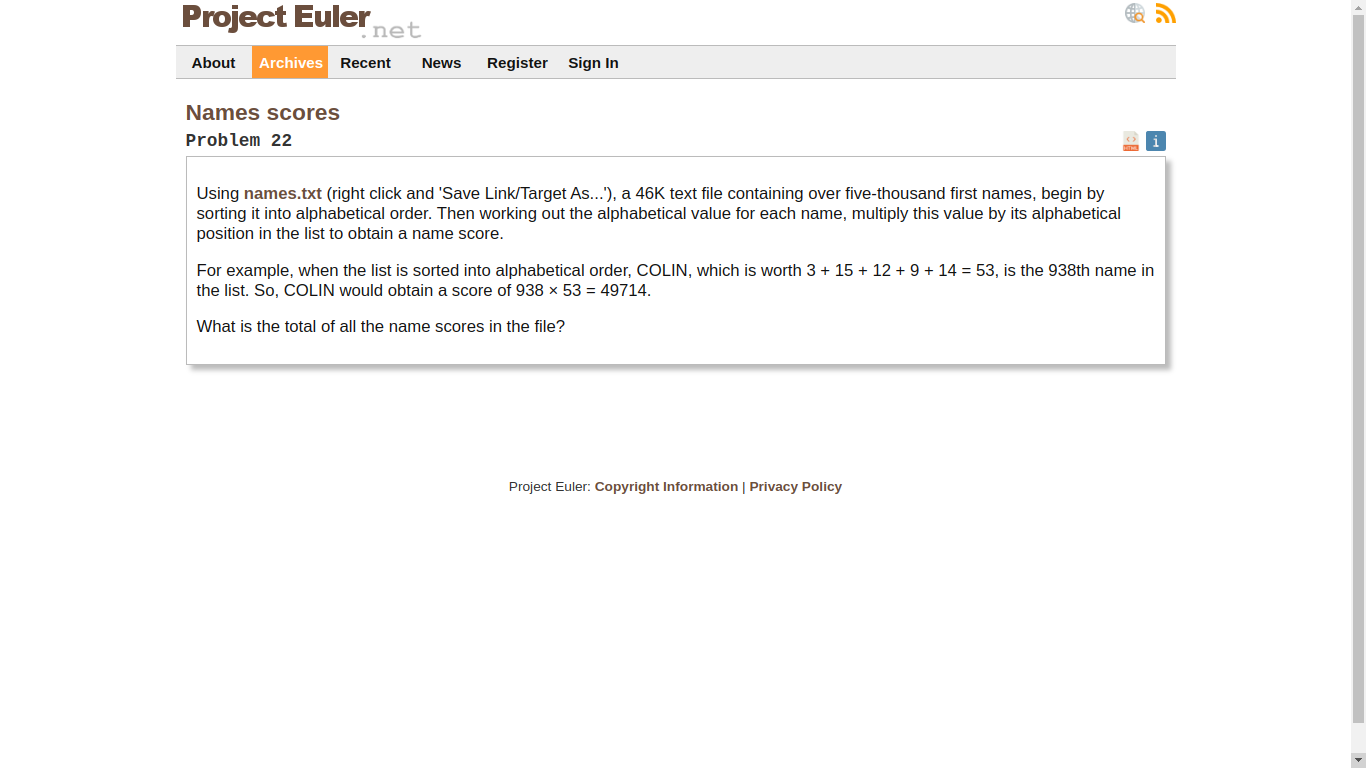 Project Euler
.net
About Archives Recent News Register Sign In
Names scores
Problem 22
HTML i
Using names.txt (right click and 'Save Link/Target As...'), a 46K text file containing over five-thousand first names, begin by
sorting it into alphabetical order. Then working out the alphabetical value for each name, multiply this value by its alphabetical
position in the list to obtain a name score.
For example, when the list is sorted into alphabetical order, COLIN, which is worth 3 + 15 + 12 + 9 + 14 = 53, is the 938th name in
the list. So, COLIN would obtain a score of 938 × 53 = 49714.
What is the total of all the name scores in the file?
Project Euler: Copyright Information | Privacy Policy